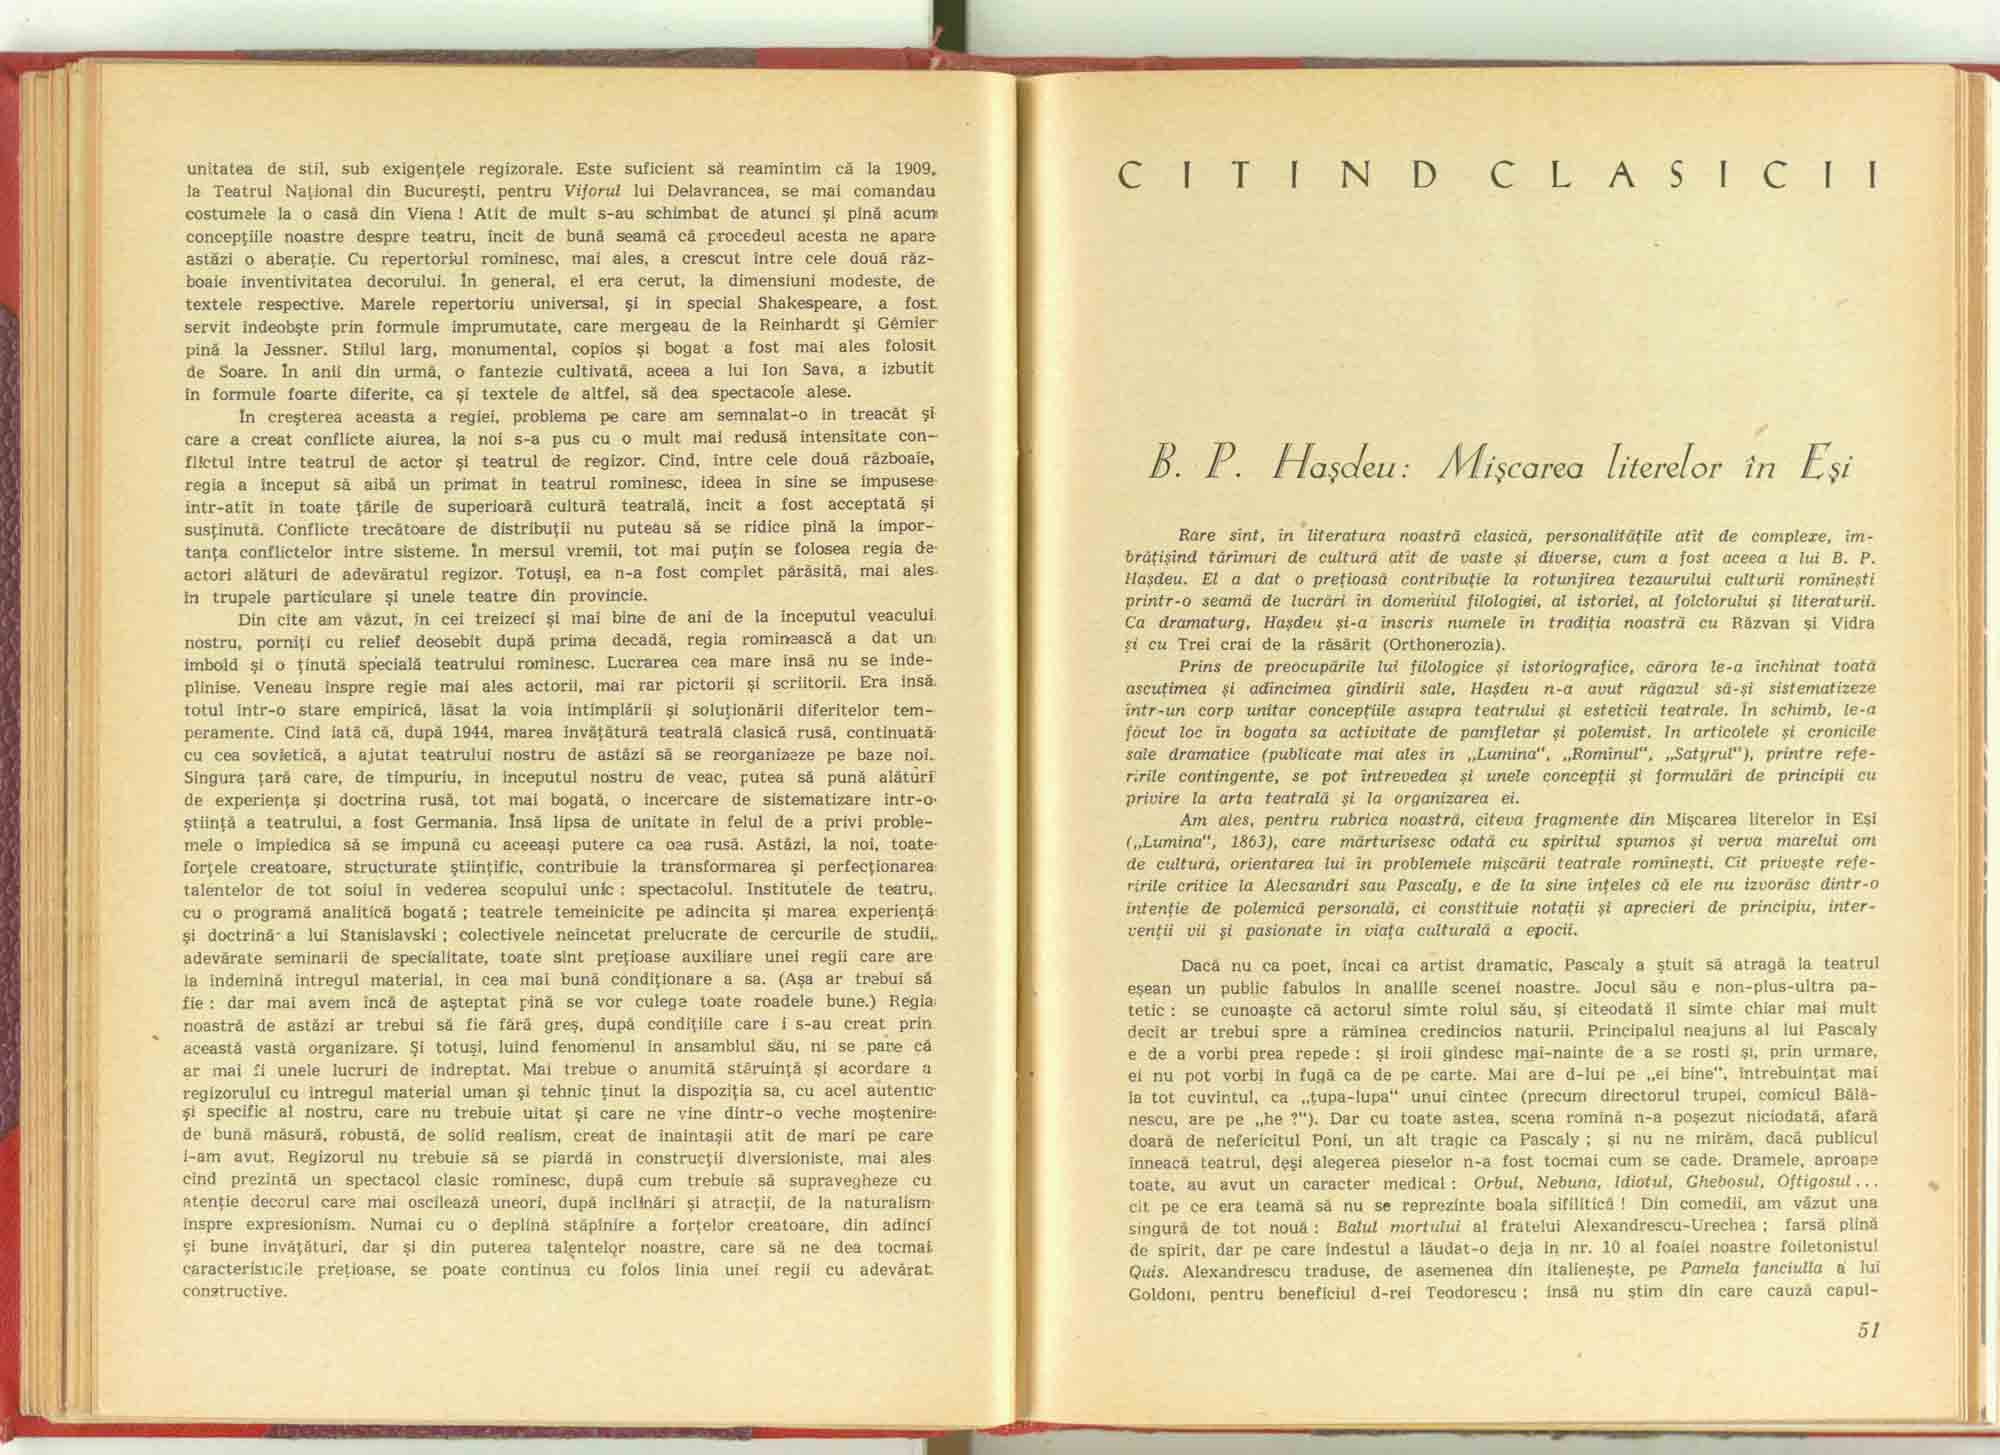 unitatea de stil, sub exigențele regizorale. Este suficient să reamintim că la 1909,
la Teatrul Național din București, pentru Viforul lui Delavrancea, se mai comandau
costumele la o casă din Viena ! Atît de mult s-au schimbat de atunci și pînă acum
concepțiile noastre despre teatru, încît de bună seamă că procedeul acesta ne apare
astăzi o aberație. Cu repertoriul romînesc, mai ales, a crescut între cele două răz-
boaie inventivitatea decorului. În general, el era cerut, la dimensiuni modeste, de
textele respective. Marele repertoriu universal, și în special Shakespeare, a fost
servit îndeobște prin formule împrumutate, care mergeau de la Reinhardt și Gémier
pînă la Jessner. Stilul larg, monumental, copios și bogat a fost mai ales folosit
de Soare. În anii din urmă, o fantezie cultivată, aceea a lui Ion Sava, a izbutit
în formule foarte diferite, ca și textele de altfel, să dea spectacole alese.
În creșterea aceasta a regiei, problema pe care am semnalat-o în treacăt și
care a creat conflicte aiurea, la noi s-a pus cu o mult mai redusă intensitate con-
flictul între teatrul de actor și teatrul de regizor. Cînd, între cele două războaie,
regia a început să aibă un primat în teatrul romînesc, ideea în sine se impusese
într-atît în toate țările de superioară cultură teatrală, încît a fost acceptată și
susținută. Conflicte trecătoare de distribuții nu puteau să se ridice pînă la impor-
tanța conflictelor între sisteme. În mersul vremii, tot mai puțin se folosea regia de
actori alături de adevăratul regizor. Totuși, ea n-a fost complet părăsită, mai ales
în trupele particulare și unele teatre din provincie.
Din cîte am văzut, în cei treizeci și mai bine de ani de la începutul veacului
nostru, porniți cu relief deosebit după prima decadă, regia romînească a dat un
imbold și o ținută specială teatrului romînesc. Lucrarea cea mare însă nu se înde-
plinise. Veneau înspre regie mai ales actorii, mai rar pictorii și scriitorii. Era însă
totul într-o stare empirică, lăsat la voia întîmplării și soluționării diferitelor tem-
peramente. Cînd iată că, după 1944, marea învățătură teatrală clasică rusă, continuată
cu cea sovietică, a ajutat teatrului nostru de astăzi să se reorganizeze pe baze noi.
Singura țară care, de timpuriu, în începutul nostru de veac, putea să pună alături
de experiența și doctrina rusă, tot mai bogată, o încercare de sistematizare într-o
știință a teatrului, a fost Germania. Însă lipsa de unitate în felul de a privi proble-
mele o împiedica să se impună cu aceeași putere ca cea rusă. Astăzi, la noi, toate
forțele creatoare, structurate științific, contribuie la transformarea și perfecționarea
talentelor de tot soiul în vederea scopului unic : spectacolul. Institutele de teatru,
cu o programă analitică bogată ; teatrele temeinicite pe adîncita și marea experiență
și doctrină a lui Stanislavski ; colectivele neîncetat prelucrate de cercurile de studii,
adevărate seminarii de specialitate, toate sînt prețioase auxiliare unei regii care are
la îndemînă întregul material, în cea mai bună condiționare a sa. (Așa ar trebui să
fie : dar mai avem încă de așteptat pînă se vor culege toate roadele bune.) Regia
noastră de astăzi ar trebui să fie fără greș, după condițiile care i s-au creat prin
această vastă organizare. Și totuși, luînd fenomenul în ansamblul său, ni se pare că
ar mai fi unele lucruri de îndreptat. Mai trebue o anumită stăruință și acordare a
regizorului cu întregul material uman și tehnic ținut la dispoziția sa, cu acel autentic
și specific al nostru, care nu trebuie uitat și care ne vine dintr-o veche moștenire
de bună măsură, robustă, de solid realism, creat de înaintașii atît de mari pe care
i-am avut. Regizorul nu trebuie să se piardă în construcții diversioniste, mai ales
cînd prezintă un spectacol clasic romînesc, după cum trebuie să supravegheze cu
atenție decorul care mai oscilează uneori, după înclinări și atracții, de la naturalism
înspre expresionism. Numai cu o deplină stăpînire a forțelor creatoare, din adînci
și bune învățături, dar și din puterea talentelor noastre, care să ne dea tocmai
caracteristicile prețioase, se poate continua cu folos linia unei regii cu adevărat
constructive.
CITIND CLASICII
B. P. Hașdeu: Mișcarea literelor în Eși
Rare sînt, în literatura noastră clasică, personalitățile atît de complexe, îm-
brățișînd tărîmuri de cultură atît de vaste și diverse, cum a fost aceea a lui B. P.
Hașdeu. El a dat o prețioasă contribuție la rotunjirea tezaurului culturii romînești
printr-o seamă de lucrări în domeniul filologiei, al istoriei, al folclorului și literaturii.
Ca dramaturg, Hașdeu și-a înscris numele în tradiția noastră cu Răzvan și Vidra
și cu Trei crai de la răsărit (Orthonerozia).
Prins de preocupările lui filologice și istoriografice, cărora le-a închinat toată
ascuțimea și adîncimea gîndirii sale, Hașdeu n-a avut răgazul să-și sistematizeze
într-un corp unitar concepțiile asupra teatrului și esteticii teatrale. În schimb, le-a
făcut loc în bogata sa activitate de pamfletar și polemist. În articolele și cronicile
sale dramatice (publicate mai ales în „Lumina", „Romînul", „Satyrul"), printre refe-
ririle contingente, se pot întrevedea și unele concepții și formulări de principii cu
privire la arta teatrală și la organizarea ei.
Am ales, pentru rubrica noastră, cîteva fragmente din Mișcarea literelor în Eși
(„Lumina", 1863), care mărturisesc odată cu spiritul spumos și verva marelui om
de cultură, orientarea lui în problemele mișcării teatrale romînești. Cît privește refe-
ririle critice la Alecsandri sau Pascaly, e de la sine înțeles că ele nu izvorăsc dintr-o
intenție de polemică personală, ci constituie notații și aprecieri de principiu, inter-
venții vii și pasionate în viața culturală a epocii.
Dacă nu ca poet, încai ca artist dramatic, Pascaly a știut să atragă la teatrul
eșean un public fabulos în analile scenei noastre. Jocul său e non-plus-ultra pa-
tetic : se cunoaște că actorul simte rolul său, și cîteodată îl simte chiar mai mult
decît ar trebui spre a rămînea credincios naturii. Principalul neajuns al lui Pascaly
e de a vorbi prea repede : și iroii gîndesc mai-nainte de a se rosti și, prin urmare,
ei nu pot vorbi în fugă ca de pe carte. Mai are d-lui pe „ei bine", întrebuințat mai
la tot cuvîntul, ca „țupa-lupa" unui cîntec (precum directorul trupei, comicul Bălă-
nescu, are pe „he ?"). Dar cu toate astea, scena romînă n-a posezut niciodată, afară
doară de nefericitul Poni, un alt tragic ca Pascaly ; și nu ne mirăm, dacă publicul
înneacă teatrul, deși alegerea pieselor n-a fost tocmai cum se cade. Dramele, aproape
toate, au avut un caracter medical : Orbul, Nebuna, Idiotul, Ghebosul, Oftigosul...
cît pe ce era teamă să nu se reprezinte boala sifilitică ! Din comedii, am văzut una
singură de tot nouă : Balul mortului al fratelui Alexandrescu-Urechea ; farsă plină
de spirit, dar pe care îndestul a lăudat-o deja în nr. 10 al foaiei noastre foiletonistul
Quis. Alexandrescu traduse, de asemenea din italienește, pe Pamela fanciulla a lui
Goldoni, pentru beneficiul d-rei Teodorescu ; însă nu știm din care cauză capul-
51